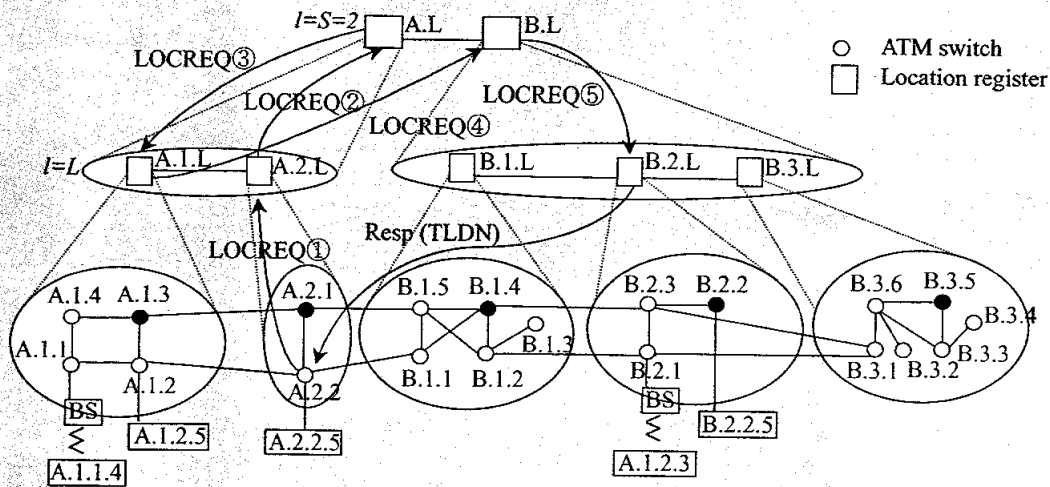 l=S=2
A.L
B.L
ATM switch
Location register
LOCREQ③
LOCREQ②
LOCREQ④
LOCREQ⑤
l=L
A.1.L
A.2.L
B.1.L
B.2.L
B.3.L
LOCREQ①
Resp (TLDN)
A.1.4
A.1.3
A.2.1
B.1.5
B.1.4
B.2.3
B.2.2
B.3.6
B.3.5
B.3.4
A.1.1
A.1.2
A.2.2
B.1.1
B.1.2
B.1.3
B.2.1
B.3.1
B.3.2
B.3.3
BS
A.1.2.5
A.2.2.5
BS
B.2.2.5
A.1.1.4
A.1.2.3